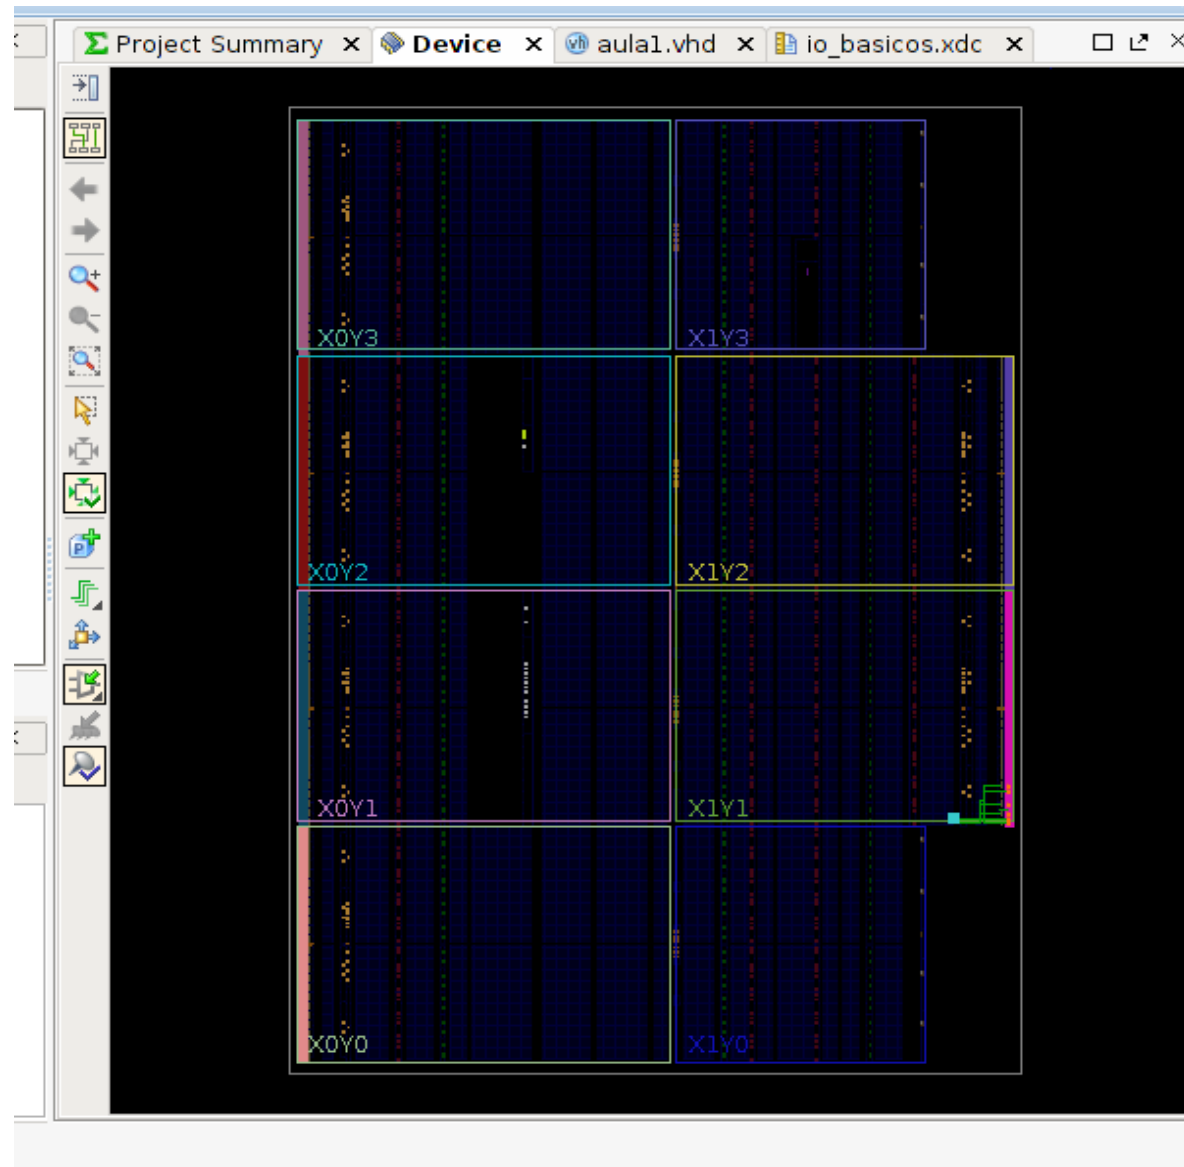 Project Summary Device aula1.vhd io_basicos.xdc
X0Y3 X1Y3
X0Y2 X1Y2
X0Y1 X1Y1
X0Y0 X1Y0